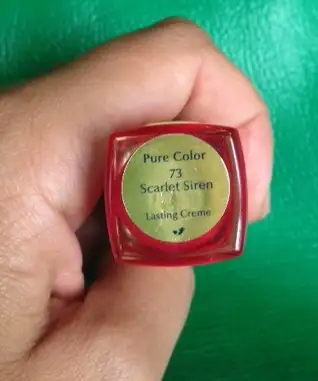 Pure Color
73
Scarlet Siren
Lasting Creme